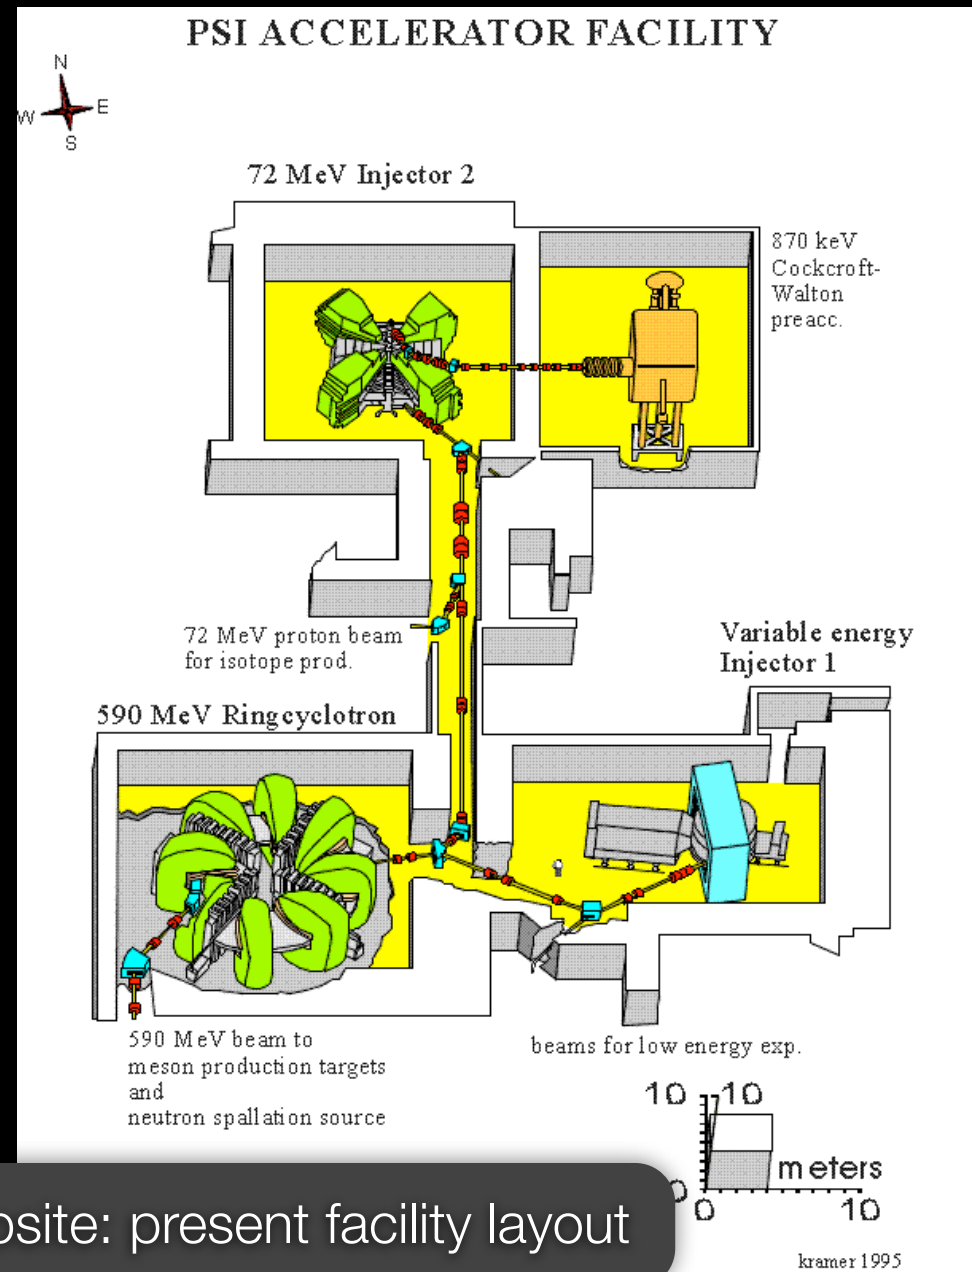 PSI ACCELERATOR FACILITY
N
W
E
S
72 MeV Injector 2
870 keV
Cockcroft-
Walton
preacc.
72 MeV proton beam
for isotope prod.
Variable energy
Injector 1
590 MeV Ringcyclotron
590 MeV beam to
meson production targets
and
neutron spallation source
beams for low energy exp.
10 10
meters
0 10
present facility layout
kramer 1995